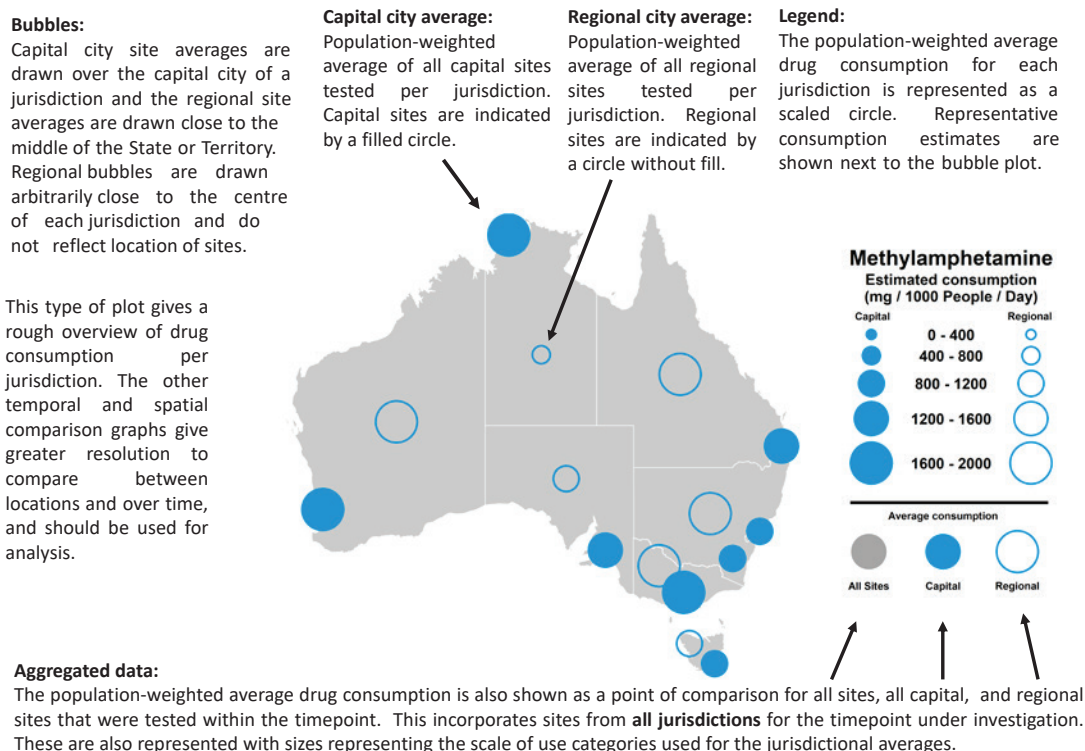 Bubbles:
Capital city site averages are
drawn over the capital city of a
jurisdiction and the regional site
averages are drawn close to the
middle of the State or Territory.
Regional bubbles are drawn
arbitrarily close to the centre
of each jurisdiction and do
not reflect location of sites.
This type of plot gives a
rough overview of drug
consumption per
jurisdiction. The other
temporal and spatial
comparison graphs give
greater resolution to
compare between
locations and over time,
and should be used for
analysis.
Capital city average:
Population-weighted
average of all capital sites
tested per jurisdiction.
Capital sites are indicated
by a filled circle.
Regional city average:
Population-weighted
average of all regional
sites tested per
jurisdiction. Regional
sites are indicated by
a circle without fill.
Legend:
The population-weighted average
drug consumption for each
jurisdiction is represented as a
scaled circle. Representative
consumption estimates are
shown next to the bubble plot.
Methylamphetamine
Estimated consumption
(mg / 1000 People / Day)
Capital Regional
0 - 400
400 - 800
800 - 1200
1200 - 1600
1600 - 2000
Average consumption
All Sites Capital Regional
Aggregated data:
The population-weighted average drug consumption is also shown as a point of comparison for all sites, all capital, and regional
sites that were tested within the timepoint. This incorporates sites from all jurisdictions for the timepoint under investigation.
These are also represented with sizes representing the scale of use categories used for the jurisdictional averages.